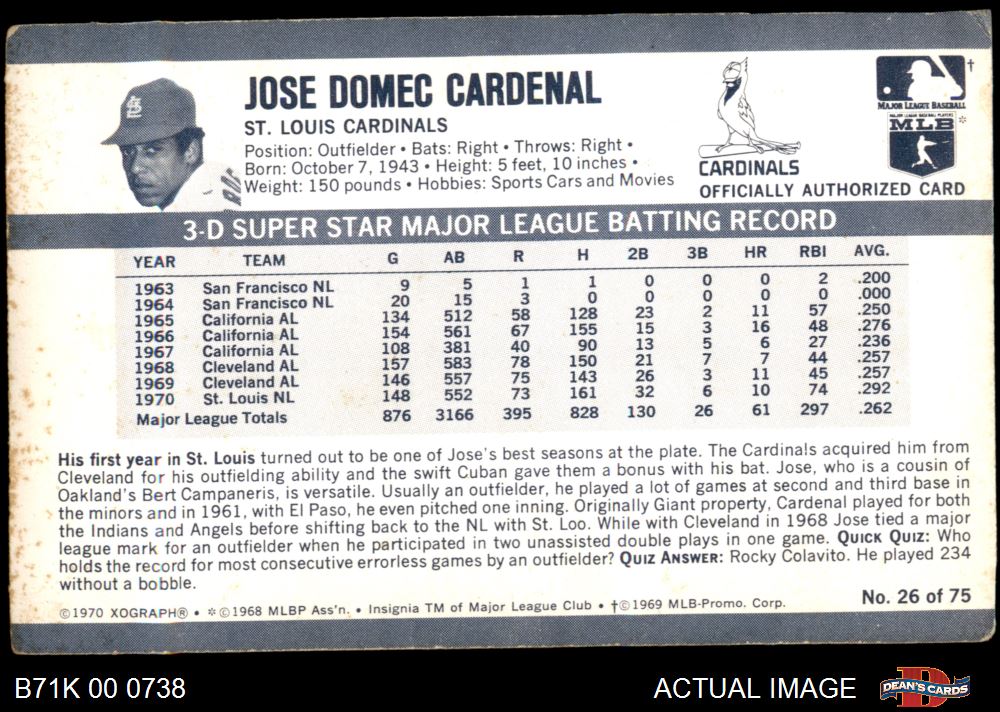 JOSE DOMEC CARDENAL
ST. LOUIS CARDINALS
Position: Outfielder • Bats: Right • Throws: Right •
Born: October 7, 1943 • Height: 5 feet, 10 inches •
Weight: 150 pounds • Hobbies: Sports Cars and Movies
CARDINALS
†
MAJOR LEAGUE BASEBALL
MAJOR LEAGUE BASEBALL PLAYERS
MLB *
OFFICIALLY AUTHORIZED CARD
3-D SUPER STAR MAJOR LEAGUE BATTING RECORD
YEAR TEAM G AB R H 2B 3B HR RBI AVG.
1963 San Francisco NL 9 5 1 1 0 0 0 2 .200
1964 San Francisco NL 20 15 3 0 0 0 0 0 .000
1965 California AL 134 512 58 128 23 2 11 57 .250
1966 California AL 154 561 67 155 15 3 16 48 .276
1967 California AL 108 381 40 90 13 5 6 27 .236
1968 Cleveland AL 157 583 78 150 21 7 7 44 .257
1969 Cleveland AL 146 557 75 143 26 3 11 45 .257
1970 St. Louis NL 148 552 73 161 32 6 10 74 .292
Major League Totals 876 3166 395 828 130 26 61 297 .262
His first year in St. Louis turned out to be one of Jose's best seasons at the plate. The Cardinals acquired him from
Cleveland for his outfielding ability and the swift Cuban gave them a bonus with his bat. Jose, who is a cousin of
Oakland's Bert Campaneris, is versatile. Usually an outfielder, he played a lot of games at second and third base in
the minors and in 1961, with El Paso, he even pitched one inning. Originally Giant property, Cardenal played for both
the Indians and Angels before shifting back to the NL with St. Loo. While with Cleveland in 1968 Jose tied a major
league mark for an outfielder when he participated in two unassisted double plays in one game. QUICK QUIZ: Who
holds the record for most consecutive errorless games by an outfielder? QUIZ ANSWER: Rocky Colavito. He played 234
without a bobble.
No. 26 of 75
©1970 XOGRAPH® • *©1968 MLBP Ass'n. • Insignia TM of Major League Club • †©1969 MLB-Promo. Corp.
B71K 00 0738
ACTUAL IMAGE
DEAN'S CARDS